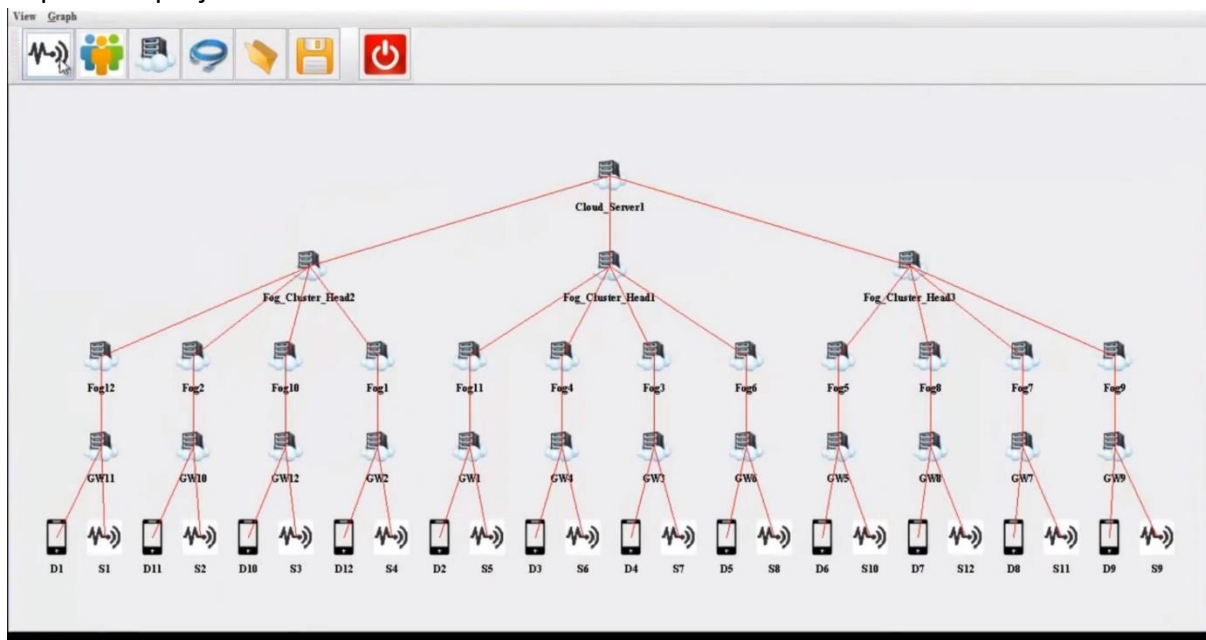 View Graph
Cloud_Server1
Fog_Cluster_Head2 Fog_Cluster_Head1 Fog_Cluster_Head3
Fog12 Fog2 Fog10 Fog1 Fog11 Fog4 Fog3 Fog6 Fog5 Fog8 Fog7 Fog9
GW11 GW10 GW12 GW2 GW1 GW4 GW3 GW6 GW5 GW8 GW7 GW9
D1 S1 D11 S2 D10 S3 D12 S4 D2 S5 D3 S6 D4 S7 D5 S8 D6 S10 D7 S12 D8 S11 D9 S9